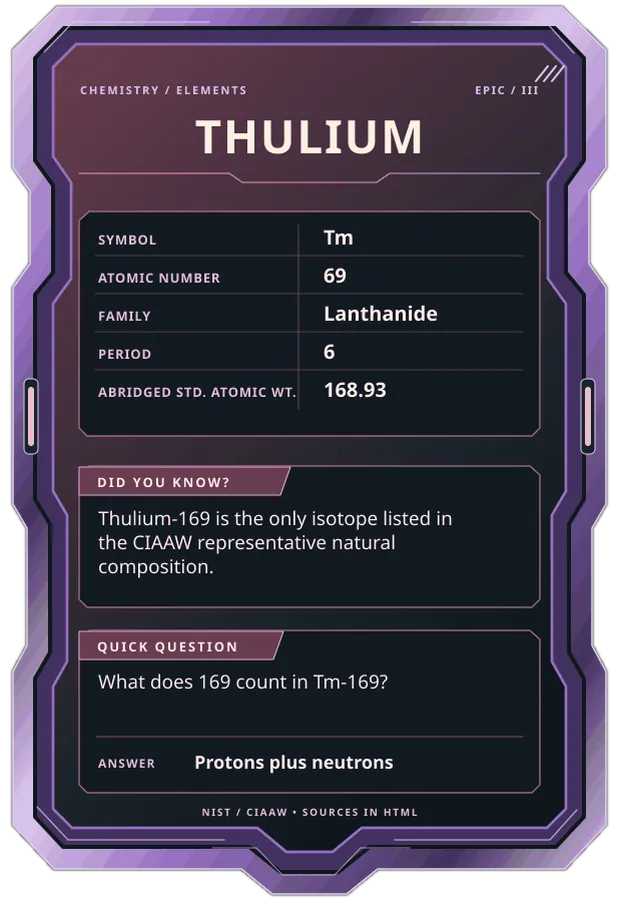 CHEMISTRY / ELEMENTS EPIC / III
THULIUM
SYMBOL Tm
ATOMIC NUMBER 69
FAMILY Lanthanide
PERIOD 6
ABRIDGED STD. ATOMIC WT. 168.93
DID YOU KNOW?
Thulium-169 is the only isotope listed in
the CIAAW representative natural
composition.
QUICK QUESTION
What does 169 count in Tm-169?
ANSWER Protons plus neutrons
NIST / CIAAW • SOURCES IN HTML